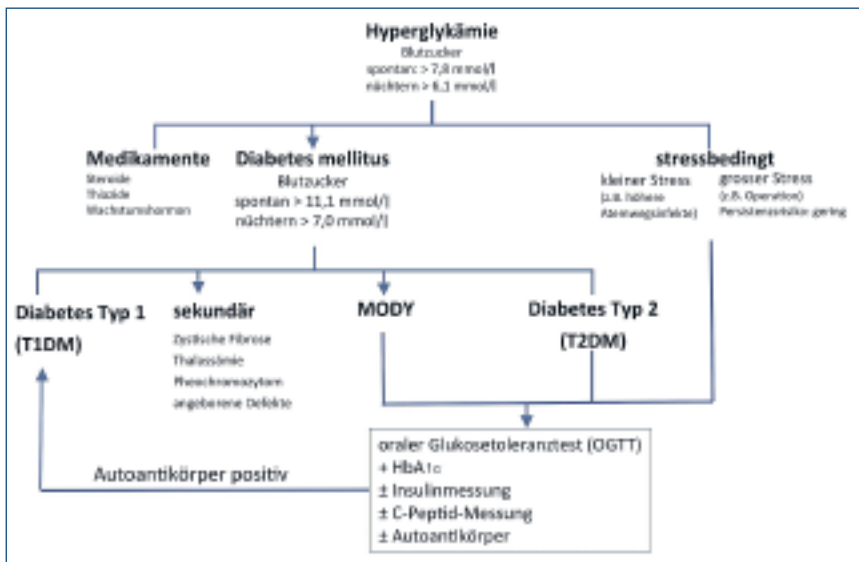 Hyperglykämie
Blutzucker
spontan: > 7,8 mmol/l
nüchtern > 6,1 mmol/l
Medikamente
Steroide
Thiazide
Wachstumshormon
Diabetes mellitus
Blutzucker
spontan > 11,1 mmol/l
nüchtern > 7,0 mmol/l
stressbedingt
kleiner Stress
(z.B. höhere
Atemwegsinfekte)
grosser Stress
(z.B. Operation)
Persistenzrisiko: gering
Diabetes Typ 1
(T1DM)
sekundär
Zystische Fibrose
Thalassämie
Pheochromozytom
angeborene Defekte
MODY
Diabetes Typ 2
(T2DM)
oraler Glukosetoleranztest (OGTT)
+ HbA1c
± Insulinmessung
± C-Peptid-Messung
± Autoantikörper
Autoantikörper positiv